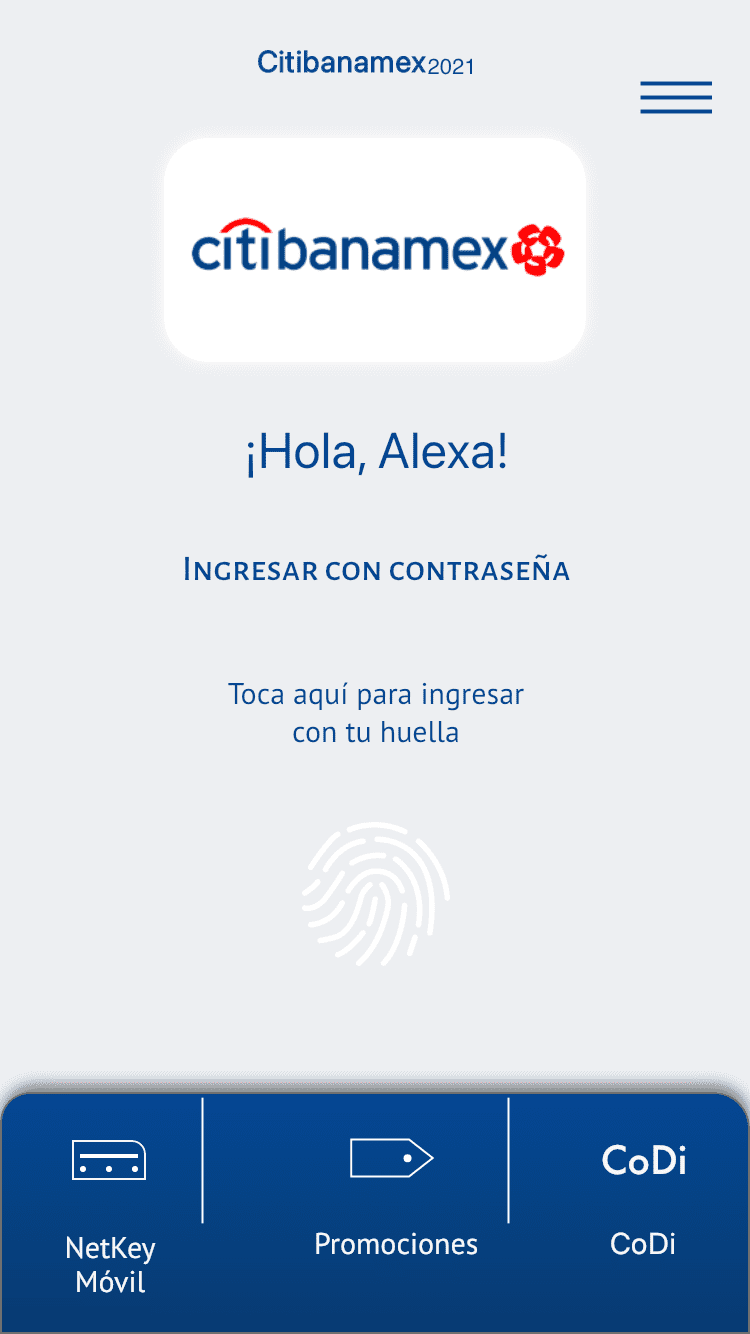 Citibanamex2021
citibanamex
¡Hola, Alexa!
INGRESAR CON CONTRASEÑA
Toca aquí para ingresar
con tu huella
CoDi
NetKey
Móvil
Promociones
CoDi